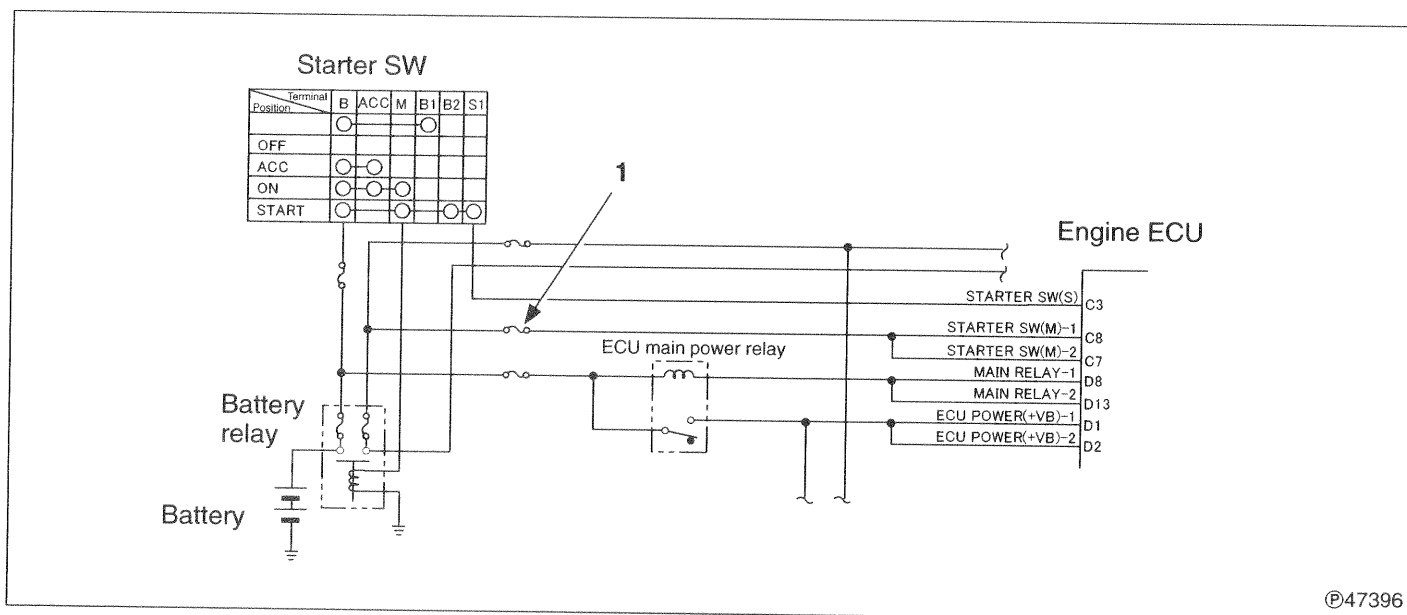 Starter SW
Terminal
Position
B ACC M B1 B2 S1
OFF
ACC
ON
START
1
Engine ECU
STARTER SW(S) C3
STARTER SW(M)-1 C8
STARTER SW(M)-2 C7
ECU main power relay
MAIN RELAY-1 D8
MAIN RELAY-2 D13
ECU POWER(+VB)-1 D1
ECU POWER(+VB)-2 D2
Battery
relay
Battery
Ⓟ47396